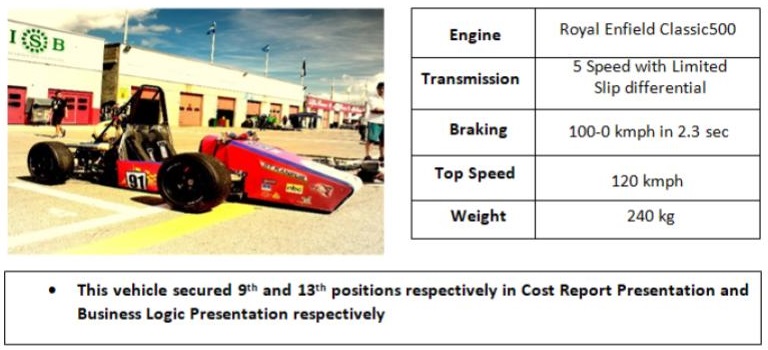 I S B
91
Engine Royal Enfield Classic500
Transmission 5 Speed with Limited
Slip differential
Braking 100-0 kmph in 2.3 sec
Top Speed 120 kmph
Weight 240 kg
• This vehicle secured 9th and 13th positions respectively in Cost Report Presentation and
Business Logic Presentation respectively